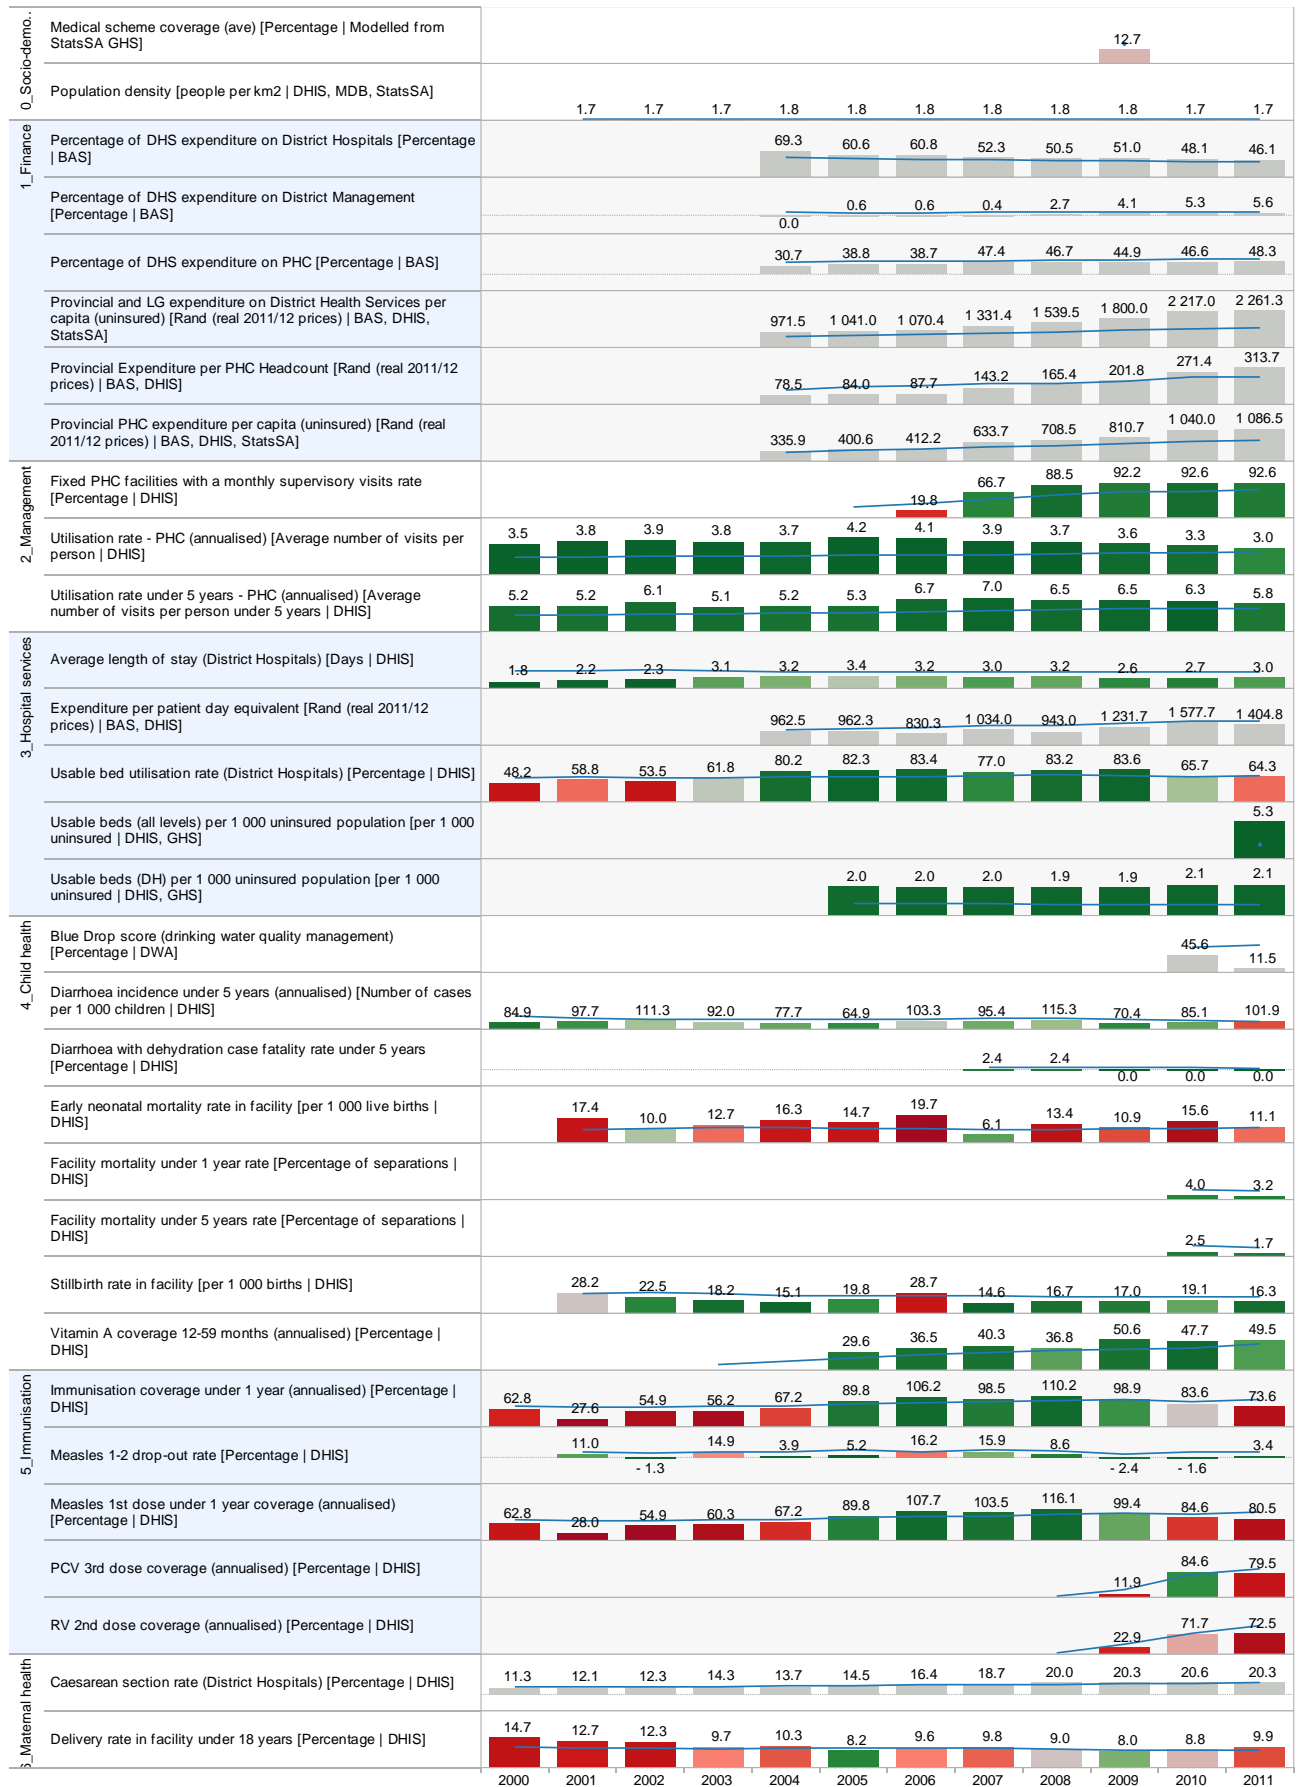 0_Socio-demo..
Medical scheme coverage (ave) [Percentage | Modelled from
StatsSA GHS]
12.7
Population density [people per km2 | DHIS, MDB, StatsSA]
1.7 1.7 1.7 1.8 1.8 1.8 1.8 1.8 1.8 1.7 1.7
1_Finance
Percentage of DHS expenditure on District Hospitals [Percentage
| BAS]
69.3 60.6 60.8 52.3 50.5 51.0 48.1 46.1
Percentage of DHS expenditure on District Management
[Percentage | BAS]
0.0 0.6 0.6 0.4 2.7 4.1 5.3 5.6
Percentage of DHS expenditure on PHC [Percentage | BAS]
30.7 38.8 38.7 47.4 46.7 44.9 46.6 48.3
Provincial and LG expenditure on District Health Services per
capita (uninsured) [Rand (real 2011/12 prices) | BAS, DHIS,
StatsSA]
971.5 1 041.0 1 070.4 1 331.4 1 539.5 1 800.0 2 217.0 2 261.3
Provincial Expenditure per PHC Headcount [Rand (real 2011/12
prices) | BAS, DHIS]
78.5 84.0 87.7 143.2 165.4 201.8 271.4 313.7
Provincial PHC expenditure per capita (uninsured) [Rand (real
2011/12 prices) | BAS, DHIS, StatsSA]
335.9 400.6 412.2 633.7 708.5 810.7 1 040.0 1 086.5
2_Management
Fixed PHC facilities with a monthly supervisory visits rate
[Percentage | DHIS]
19.8 66.7 88.5 92.2 92.6 92.6
Utilisation rate - PHC (annualised) [Average number of visits per
person | DHIS]
3.5 3.8 3.9 3.8 3.7 4.2 4.1 3.9 3.7 3.6 3.3 3.0
Utilisation rate under 5 years - PHC (annualised) [Average
number of visits per person under 5 years | DHIS]
5.2 5.2 6.1 5.1 5.2 5.3 6.7 7.0 6.5 6.5 6.3 5.8
3_Hospital services
Average length of stay (District Hospitals) [Days | DHIS]
1.8 2.2 2.3 3.1 3.2 3.4 3.2 3.0 3.2 2.6 2.7 3.0
Expenditure per patient day equivalent [Rand (real 2011/12
prices) | BAS, DHIS]
962.5 962.3 830.3 1 034.0 943.0 1 231.7 1 577.7 1 404.8
Usable bed utilisation rate (District Hospitals) [Percentage | DHIS]
48.2 58.8 53.5 61.8 80.2 82.3 83.4 77.0 83.2 83.6 65.7 64.3
Usable beds (all levels) per 1 000 uninsured population [per 1 000
uninsured | DHIS, GHS]
5.3
Usable beds (DH) per 1 000 uninsured population [per 1 000
uninsured | DHIS, GHS]
2.0 2.0 2.0 1.9 1.9 2.1 2.1
4_Child health
Blue Drop score (drinking water quality management)
[Percentage | DWA]
45.6 11.5
Diarrhoea incidence under 5 years (annualised) [Number of cases
per 1 000 children | DHIS]
84.9 97.7 111.3 92.0 77.7 64.9 103.3 95.4 115.3 70.4 85.1 101.9
Diarrhoea with dehydration case fatality rate under 5 years
[Percentage | DHIS]
2.4 2.4 0.0 0.0 0.0
Early neonatal mortality rate in facility [per 1 000 live births |
DHIS]
17.4 10.0 12.7 16.3 14.7 19.7 6.1 13.4 10.9 15.6 11.1
Facility mortality under 1 year rate [Percentage of separations |
DHIS]
4.0 3.2
Facility mortality under 5 years rate [Percentage of separations |
DHIS]
2.5 1.7
Stillbirth rate in facility [per 1 000 births | DHIS]
28.2 22.5 18.2 15.1 19.8 28.7 14.6 16.7 17.0 19.1 16.3
Vitamin A coverage 12-59 months (annualised) [Percentage |
DHIS]
29.6 36.5 40.3 36.8 50.6 47.7 49.5
5_Immunisation
Immunisation coverage under 1 year (annualised) [Percentage |
DHIS]
62.8 27.6 54.9 56.2 67.2 89.8 106.2 98.5 110.2 98.9 83.6 73.6
Measles 1-2 drop-out rate [Percentage | DHIS]
11.0 - 1.3 14.9 3.9 5.2 16.2 15.9 8.6 - 2.4 - 1.6 3.4
Measles 1st dose under 1 year coverage (annualised)
[Percentage | DHIS]
62.8 28.0 54.9 60.3 67.2 89.8 107.7 103.5 116.1 99.4 84.6 80.5
PCV 3rd dose coverage (annualised) [Percentage | DHIS]
11.9 84.6 79.5
RV 2nd dose coverage (annualised) [Percentage | DHIS]
22.9 71.7 72.5
6_Maternal health
Caesarean section rate (District Hospitals) [Percentage | DHIS]
11.3 12.1 12.3 14.3 13.7 14.5 16.4 18.7 20.0 20.3 20.6 20.3
Delivery rate in facility under 18 years [Percentage | DHIS]
14.7 12.7 12.3 9.7 10.3 8.2 9.6 9.8 9.0 8.0 8.8 9.9
2000 2001 2002 2003 2004 2005 2006 2007 2008 2009 2010 2011